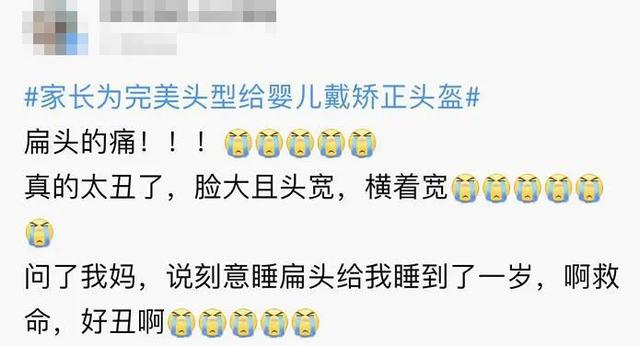 #家长为完美头型给婴儿戴矫正头盔#
扁头的痛！！！😭😭😭😭
真的太丑了，脸大且头宽，横着宽😭😭😭😭
😭
问了我妈，说刻意睡扁头给我睡到了一岁，啊救
命，好丑啊😭😭😭😭